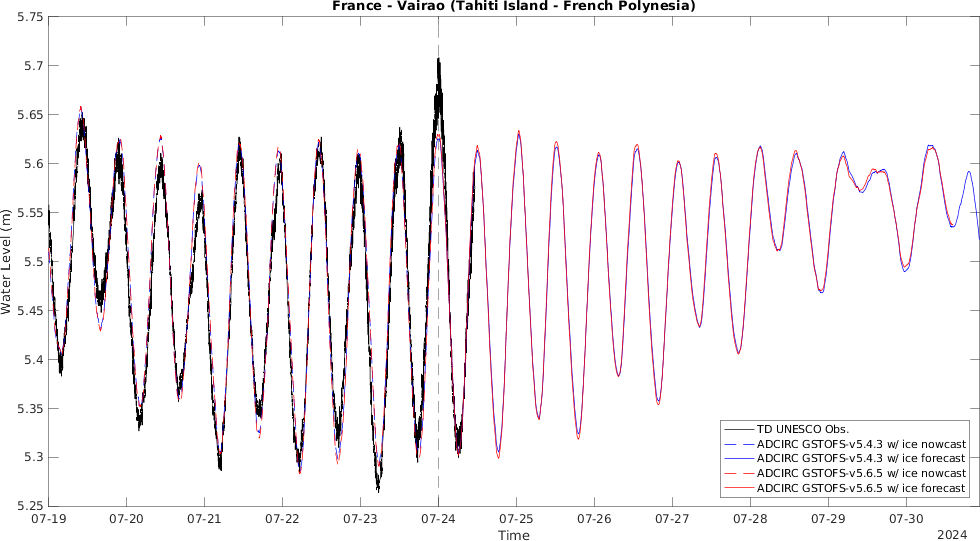 France - Vairao (Tahiti Island - French Polynesia)
5.75
5.7
5.65
5.6
5.55
5.5
5.45
5.4
5.35
5.3
5.25
Water Level (m)
07-19 07-20 07-21 07-22 07-23 07-24 07-25 07-26 07-27 07-28 07-29 07-30
Time
2024
TD UNESCO Obs.
ADCIRC GSTOFS-v5.4.3 w/ ice nowcast
ADCIRC GSTOFS-v5.4.3 w/ ice forecast
ADCIRC GSTOFS-v5.6.5 w/ ice nowcast
ADCIRC GSTOFS-v5.6.5 w/ ice forecast